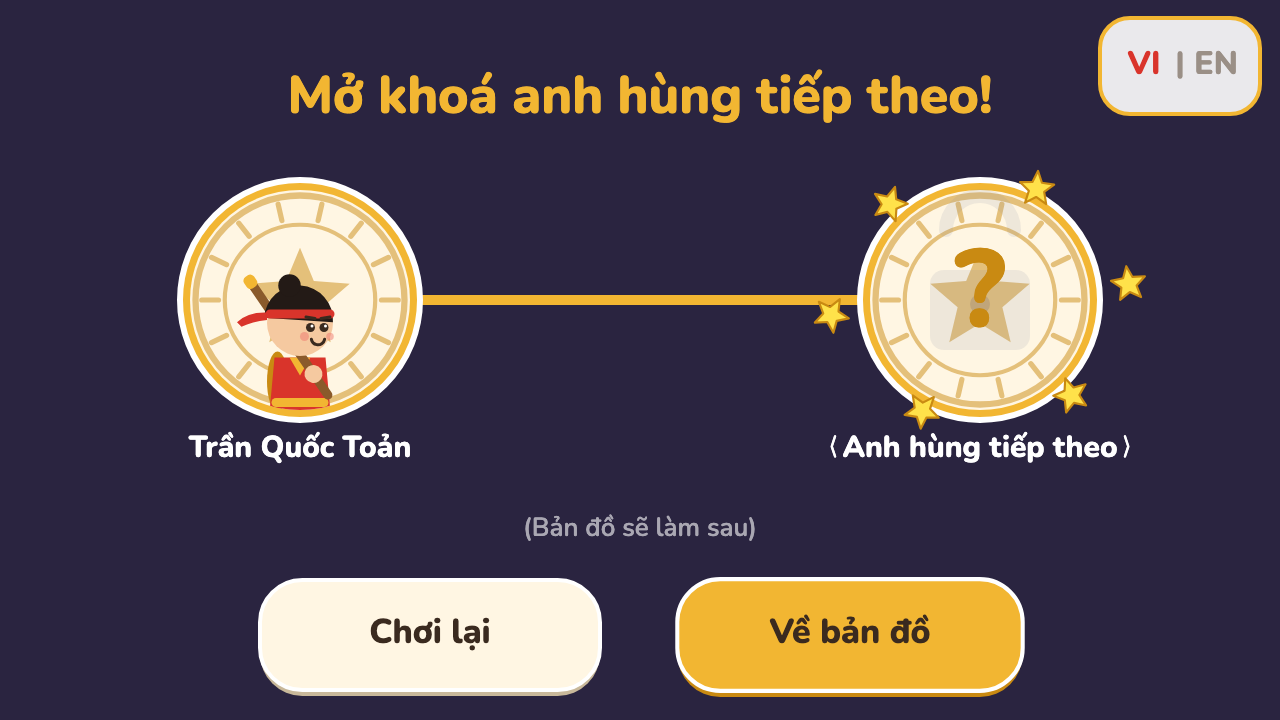 VI | EN
Mở khoá anh hùng tiếp theo!
?
Trần Quốc Toản
⟨Anh hùng tiếp theo⟩
(Bản đồ sẽ làm sau)
Chơi lại
Về bản đồ